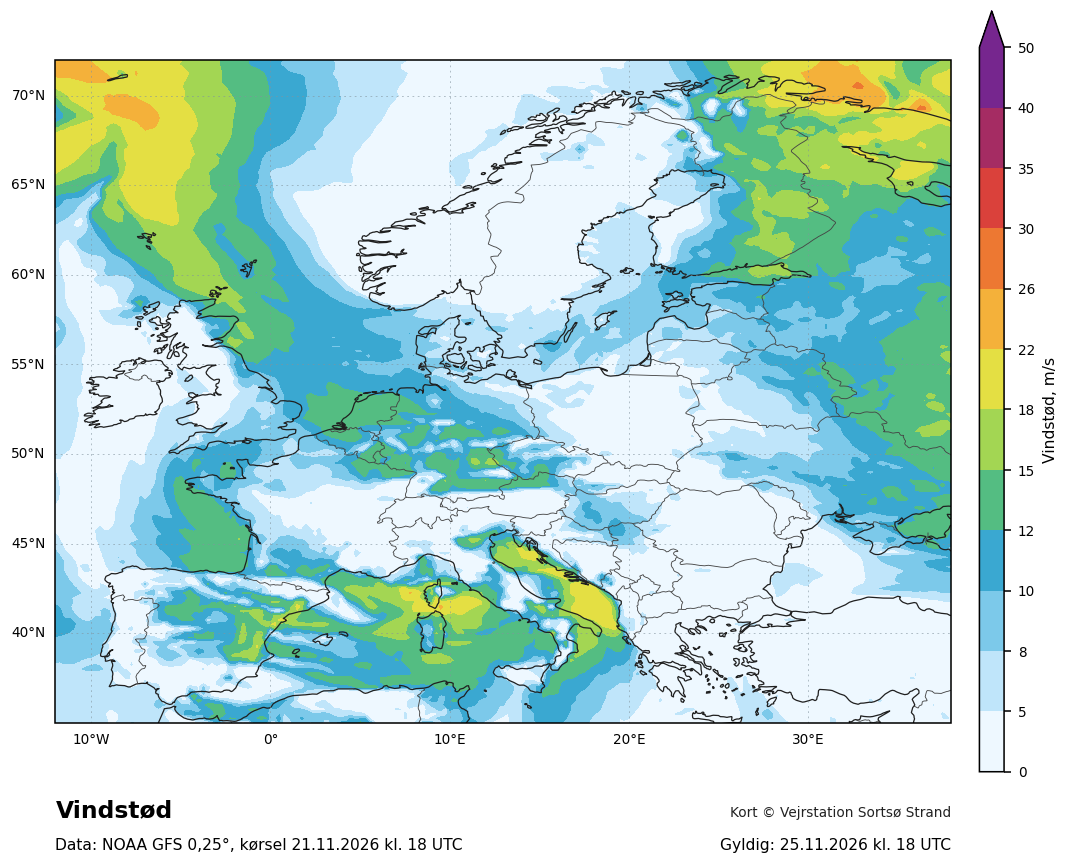 50
40
35
30
26
22
18
15
12
10
8
5
0
Vindstød, m/s
70°N
65°N
60°N
55°N
50°N
45°N
40°N
10°W
0°
10°E
20°E
30°E
Vindstød
Kort © Vejrstation Sortsø Strand
Data: NOAA GFS 0,25°, kørsel 21.11.2026 kl. 18 UTC
Gyldig: 25.11.2026 kl. 18 UTC